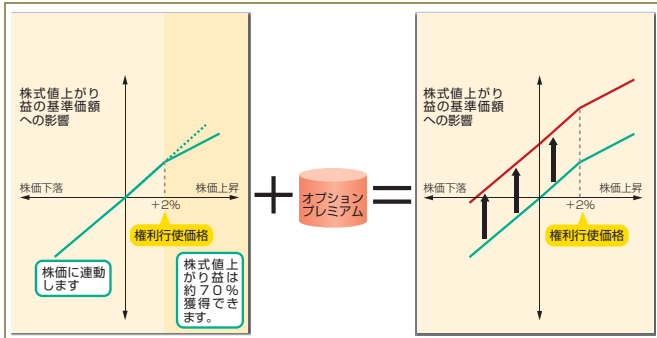 株式値上がり
益の基準価額
への影響
株価下落
株価上昇
+2%
権利行使価格
株価に連動
します
株式値上
がり益は
約70%
獲得でき
ます。
+
オプション
プレミアム
=
株式値上がり
益の基準価額
への影響
株価下落
株価上昇
+2%
権利行使価格